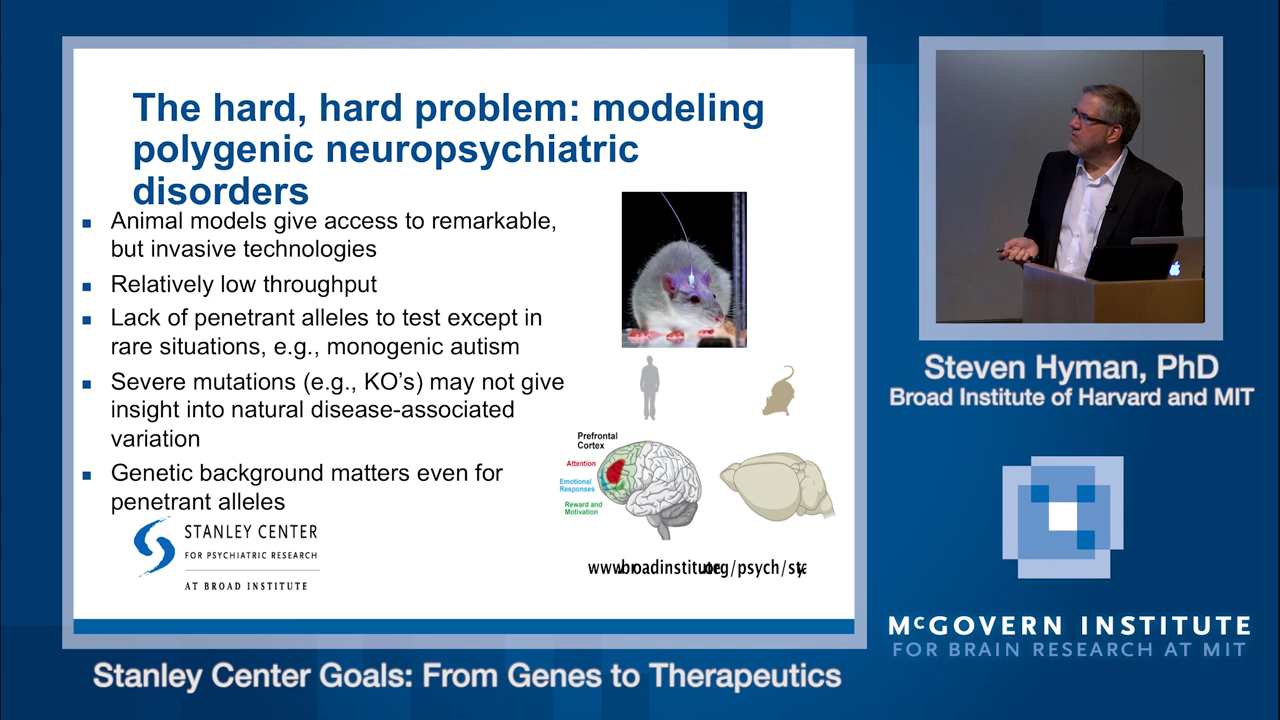 The hard, hard problem: modeling
polygenic neuropsychiatric
disorders
Animal models give access to remarkable,
but invasive technologies
Relatively low throughput
Lack of penetrant alleles to test except in
rare situations, e.g., monogenic autism
Severe mutations (e.g., KO's) may not give
insight into natural disease-associated
variation
Genetic background matters even for
penetrant alleles
Prefrontal
Cortex
Attention
Emotional
Responses
Reward and
Motivation
STANLEY CENTER
FOR PSYCHIATRIC RESEARCH
AT BROAD INSTITUTE
Stanley Center Goals: From Genes to Therapeutics
Steven Hyman, PhD
Broad Institute of Harvard and MIT
McGOVERN INSTITUTE
FOR BRAIN RESEARCH AT MIT